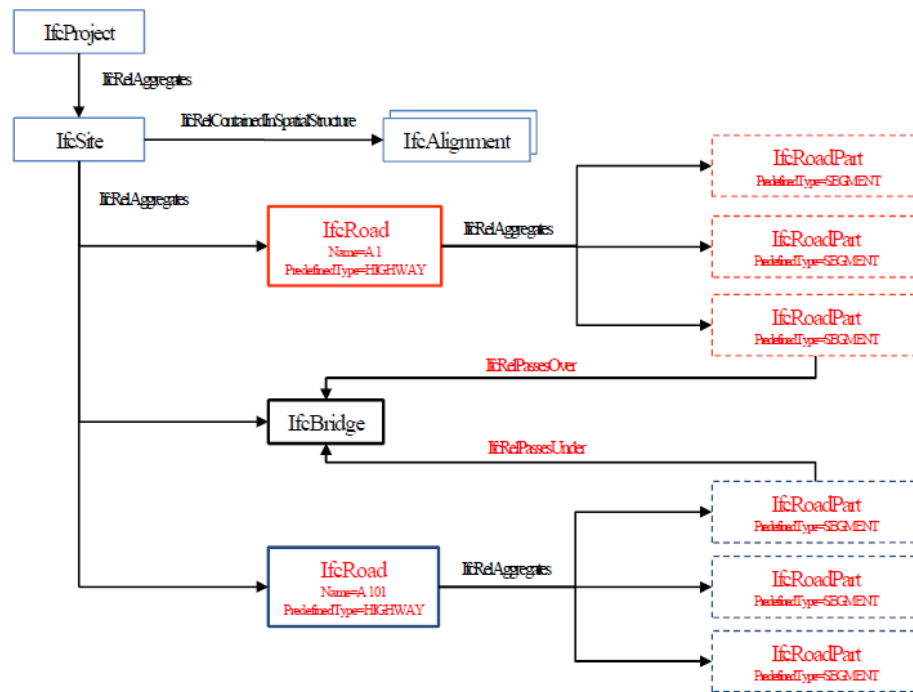 IfcProject
IfcRelAggregates
IfcSite
IfcRelContainedInSpatialStructure
IfcAlignment
IfcRelAggregates
IfcRoad
Name=A 1
PredefinedType=HIGHWAY
IfcRelAggregates
IfcRoadPart
PredefinedType=SEGMENT
IfcRoadPart
PredefinedType=SEGMENT
IfcRoadPart
PredefinedType=SEGMENT
IfcRelPassesOver
IfcBridge
IfcRelPassesUnder
IfcRoad
Name=A 101
PredefinedType=HIGHWAY
IfcRelAggregates
IfcRoadPart
PredefinedType=SEGMENT
IfcRoadPart
PredefinedType=SEGMENT
IfcRoadPart
PredefinedType=SEGMENT